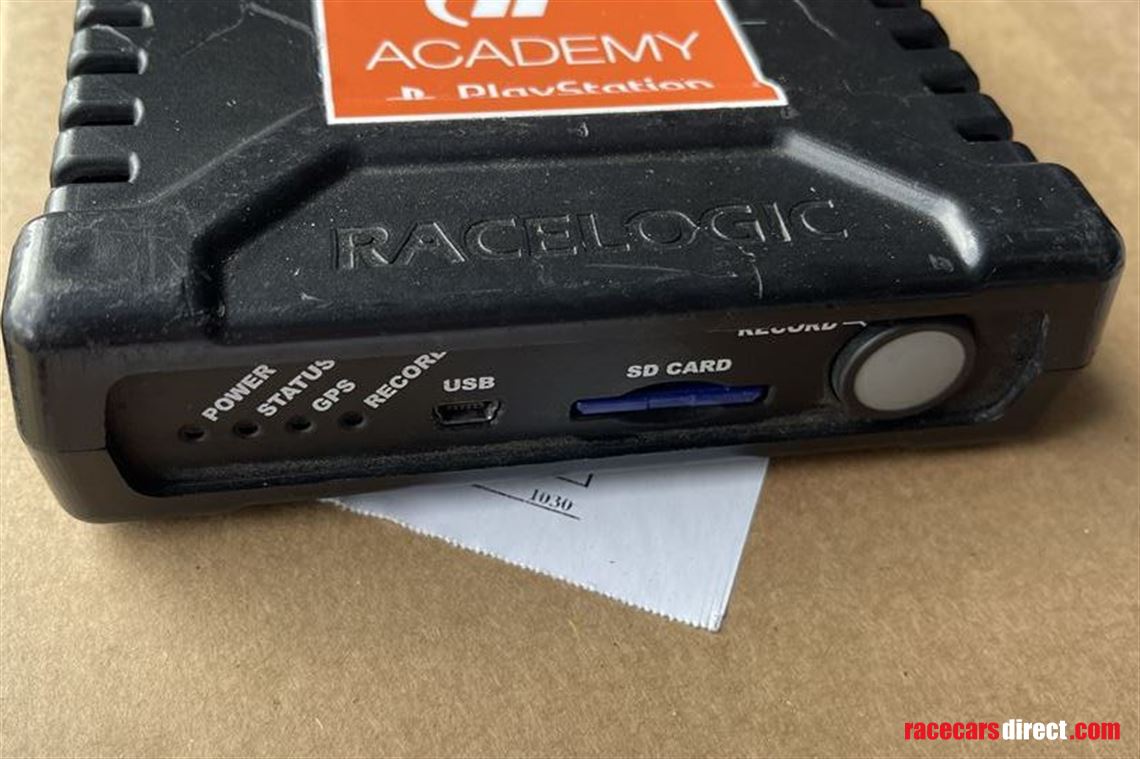 ACADEMY
PlayStation
RACELOGIC
POWER
STATUS
GPS
RECORD
USB
SD CARD
RECORD
1030
racecarsdirect.com